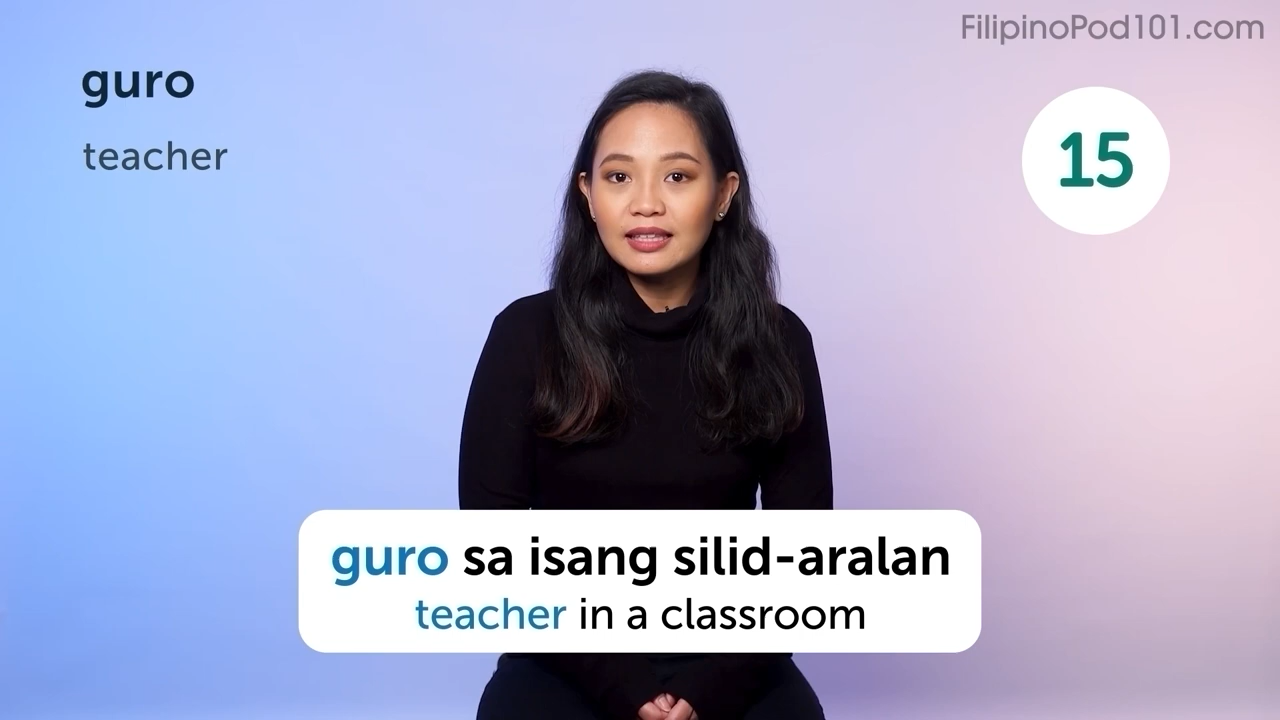 FilipinoPod101.com
guro
teacher
15
guro sa isang silid-aralan
teacher in a classroom